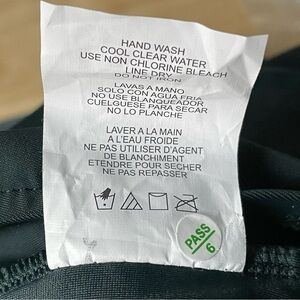 HAND WASH
COOL CLEAR WATER
USE NON CHLORINE BLEACH
LINE DRY
DO NOT IRON
LAVAS A MANO
SOLO CON AGUA FRIA
NO USE BLANQUEADOR
CUELGUESE PARA SECAR
NO LO PLANCHE
LAVER A LA MAIN
A L'EAU FROIDE
NE PAS UTILISER D'AGENT
DE BLANCHIMENT
ETENDRE POUR SECHER
NE PAS REPASSER
PASS
6